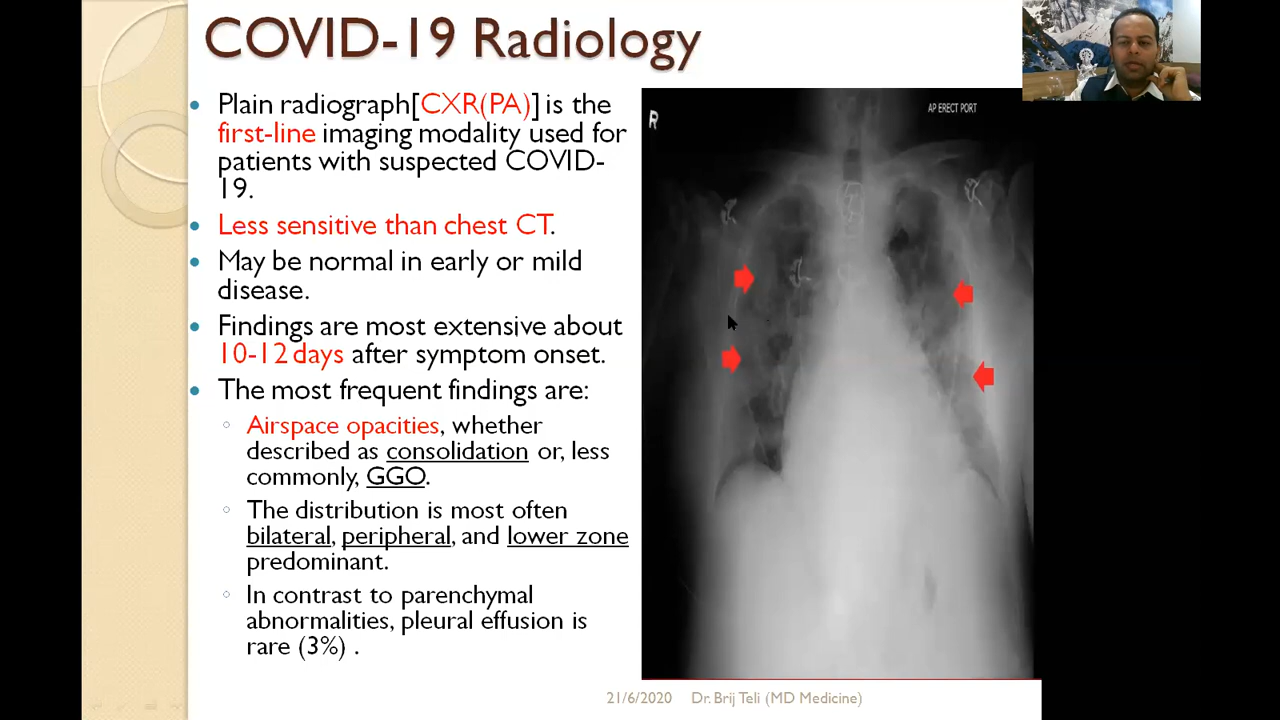 COVID-19 Radiology
Plain radiograph[CXR(PA)] is the
first-line imaging modality used for
patients with suspected COVID-
19.
Less sensitive than chest CT.
May be normal in early or mild
disease.
Findings are most extensive about
10-12 days after symptom onset.
The most frequent findings are:
Airspace opacities, whether
described as consolidation or, less
commonly, GGO.
The distribution is most often
bilateral, peripheral, and lower zone
predominant.
In contrast to parenchymal
abnormalities, pleural effusion is
rare (3%) .
R
AP ERECT PORT
21/6/2020 Dr. Brij Teli (MD Medicine)